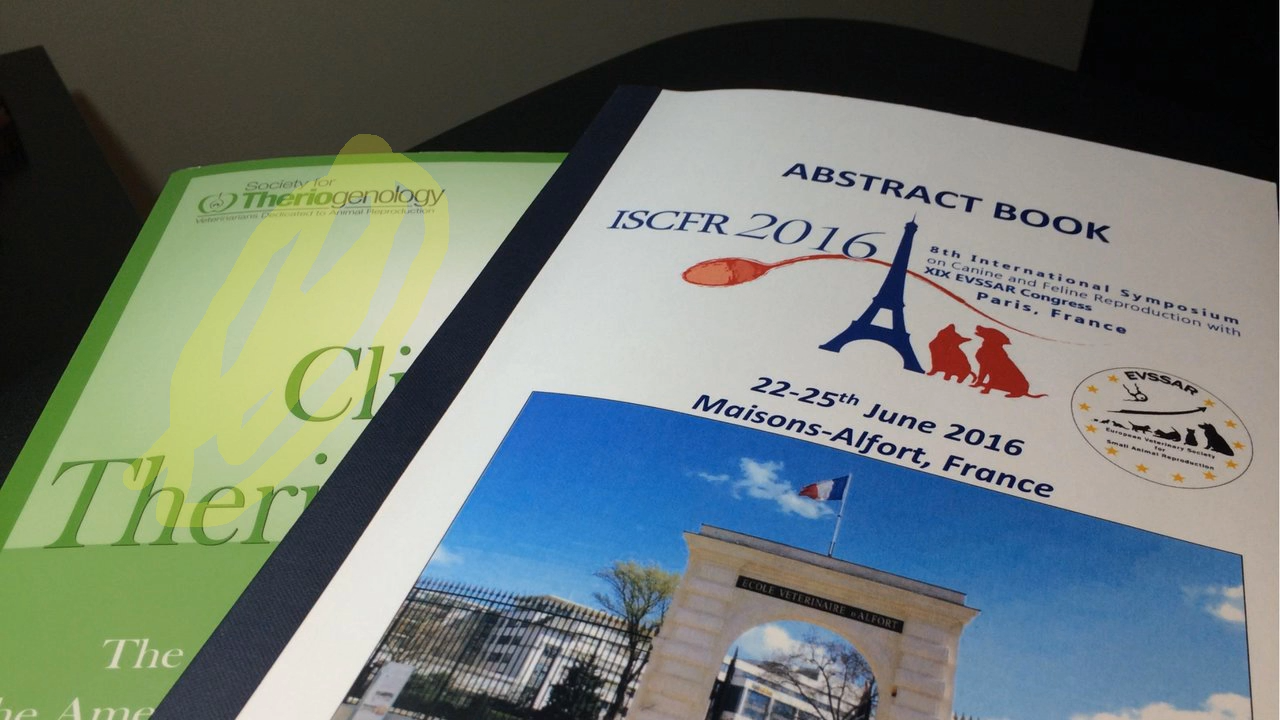 Society for
Theriogenology
Veterinarians Dedicated to Animal Reproduction
Cli
Theri
The
he Ame
ABSTRACT BOOK
ISCFR 2016
8th International Symposium
on Canine and Feline Reproduction with
XIX EVSSAR Congress
Paris, France
22-25th June 2016
Maisons-Alfort, France
EVSSAR
European Veterinary Society
for
Small Animal Reproduction
ECOLE VETERINAIRE D'ALFORT